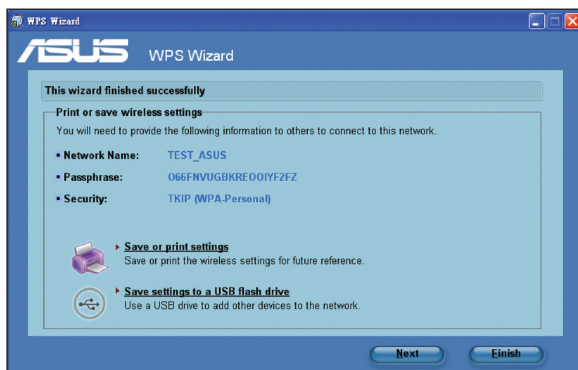 WPS Wizard
ASUS WPS Wizard
This wizard finished successfully
Print or save wireless settings
You will need to provide the following information to others to connect to this network.
Network Name: TEST_ASUS
Passphrase: O66FNVUGBKREOOIYF2FZ
Security: TKIP (WPA-Personal)
Save or print settings
Save or print the wireless settings for future reference.
Save settings to a USB flash drive
Use a USB drive to add other devices to the network.
Next Finish